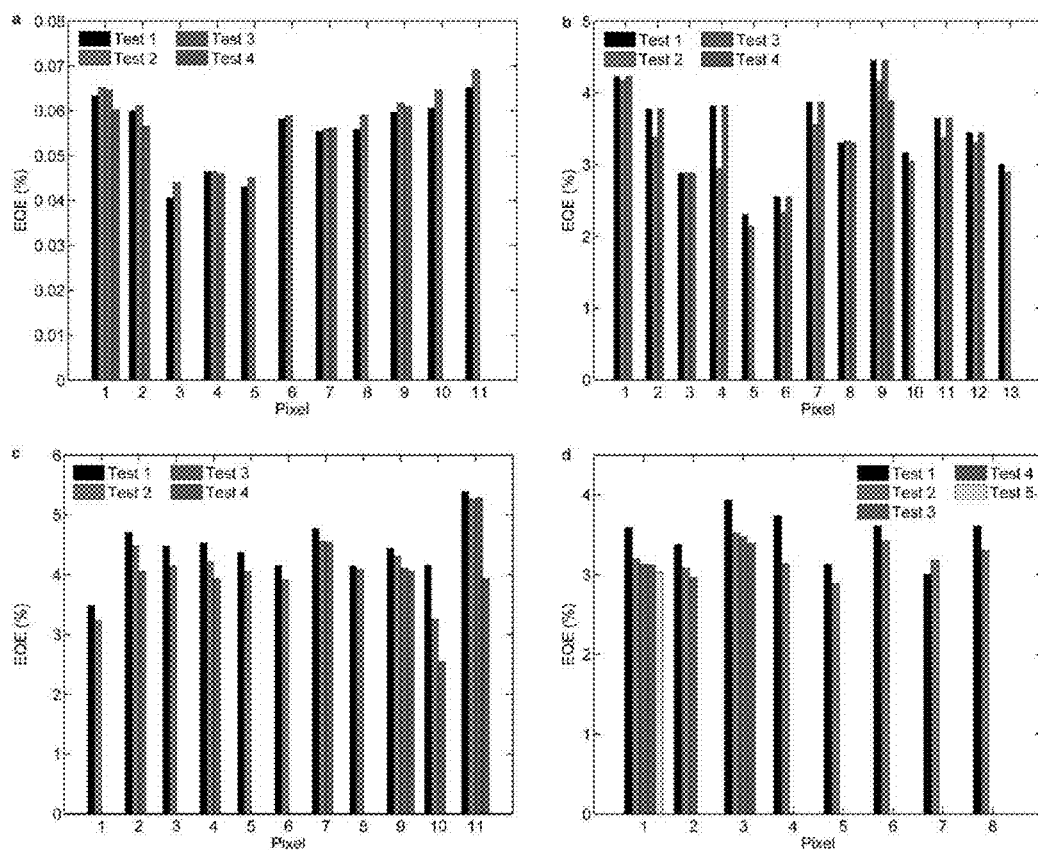 a
Test 1 Test 3
Test 2 Test 4
0.08
0.07
0.06
0.05
0.04
0.03
0.02
0.01
0
EQE (%)
1 2 3 4 5 6 7 8 9 10 11
Pixel
b
Test 1 Test 3
Test 2 Test 4
5
4
3
2
1
0
EQE (%)
1 2 3 4 5 6 7 8 9 10 11 12 13
Pixel
c
Test 1 Test 3
Test 2 Test 4
6
5
4
3
2
1
0
EQE (%)
1 2 3 4 5 6 7 8 9 10 11
Pixel
d
Test 1 Test 4
Test 2 Test 5
Test 3
4
3
2
1
0
EQE (%)
1 2 3 4 5 6 7 8
Pixel